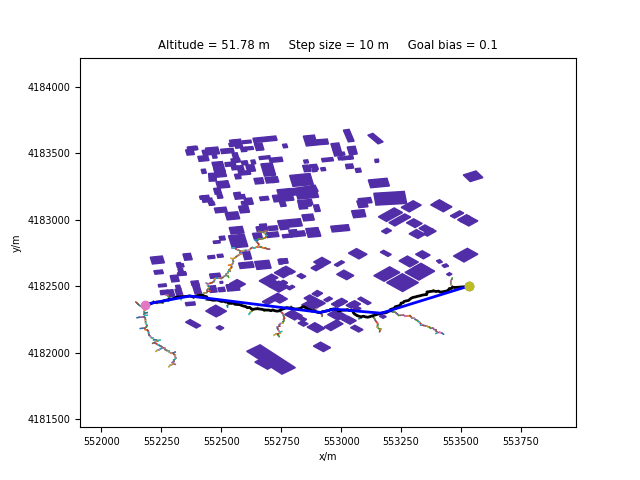 Altitude = 51.78 m     Step size = 10 m     Goal bias = 0.1
4184000
4183500
4183000
4182500
4182000
4181500
y/m
552000 552250 552500 552750 553000 553250 553500 553750
x/m